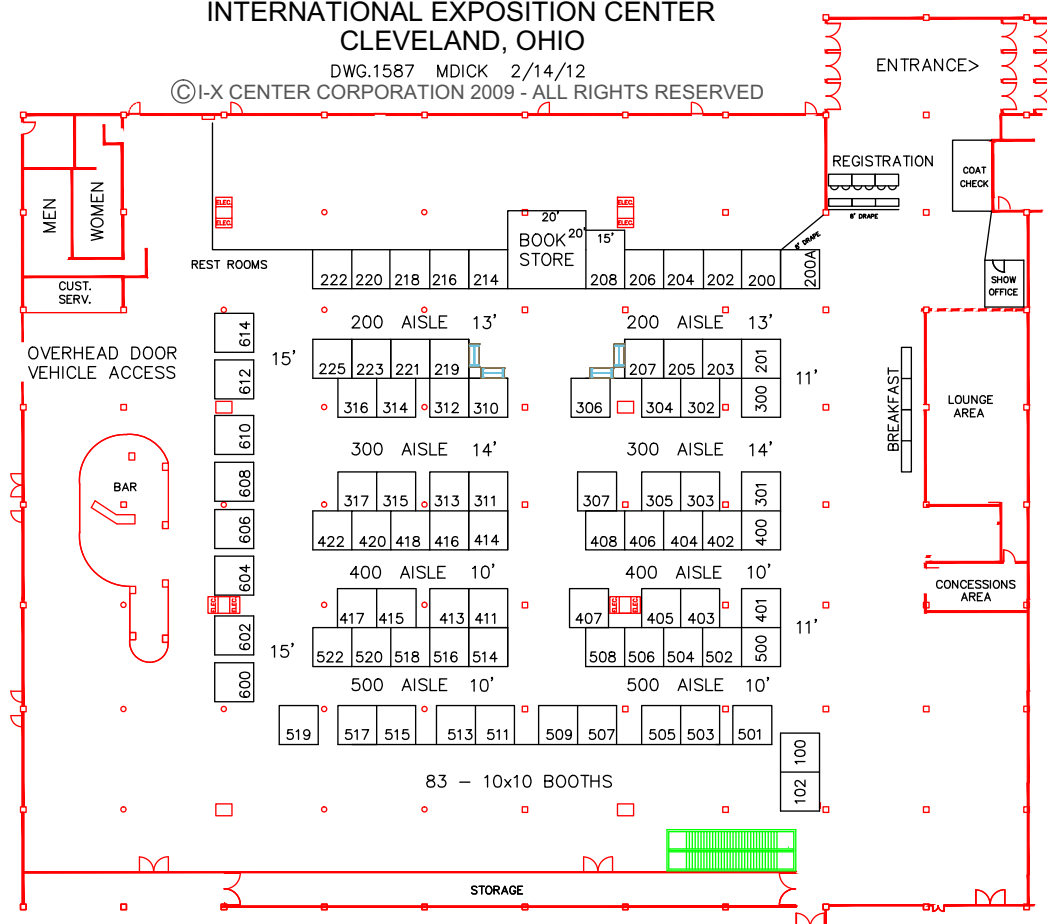 INTERNATIONAL EXPOSITION CENTER
CLEVELAND, OHIO
DWG.1587 MDICK 2/14/12
©I-X CENTER CORPORATION 2009 - ALL RIGHTS RESERVED
ENTRANCE>
REGISTRATION
COAT
CHECK
8' DRAPE
8' DRAPE
MEN
WOMEN
ELEC.
ELEC.
ELEC.
ELEC.
REST ROOMS
CUST.
SERV.
20'
20'
15'
BOOK
STORE
SHOW
OFFICE
222 220 218 216 214 208 206 204 202 200 200A
200 AISLE 13' 200 AISLE 13'
OVERHEAD DOOR
VEHICLE ACCESS
614
612
610
608
606
604
602
600
15'
11'
225 223 221 219 207 205 203 201
316 314 312 310 306 304 302 300
BREAKFAST
LOUNGE
AREA
300 AISLE 14' 300 AISLE 14'
BAR
317 315 313 311 307 305 303 301
422 420 418 416 414 408 406 404 402 400
400 AISLE 10' 400 AISLE 10'
CONCESSIONS
AREA
ELEC.
ELEC.
ELEC.
ELEC.
417 415 413 411 407 405 403 401
15'
11'
522 520 518 516 514 508 506 504 502 500
500 AISLE 10' 500 AISLE 10'
519 517 515 513 511 509 507 505 503 501
100
102
83 - 10x10 BOOTHS
STORAGE